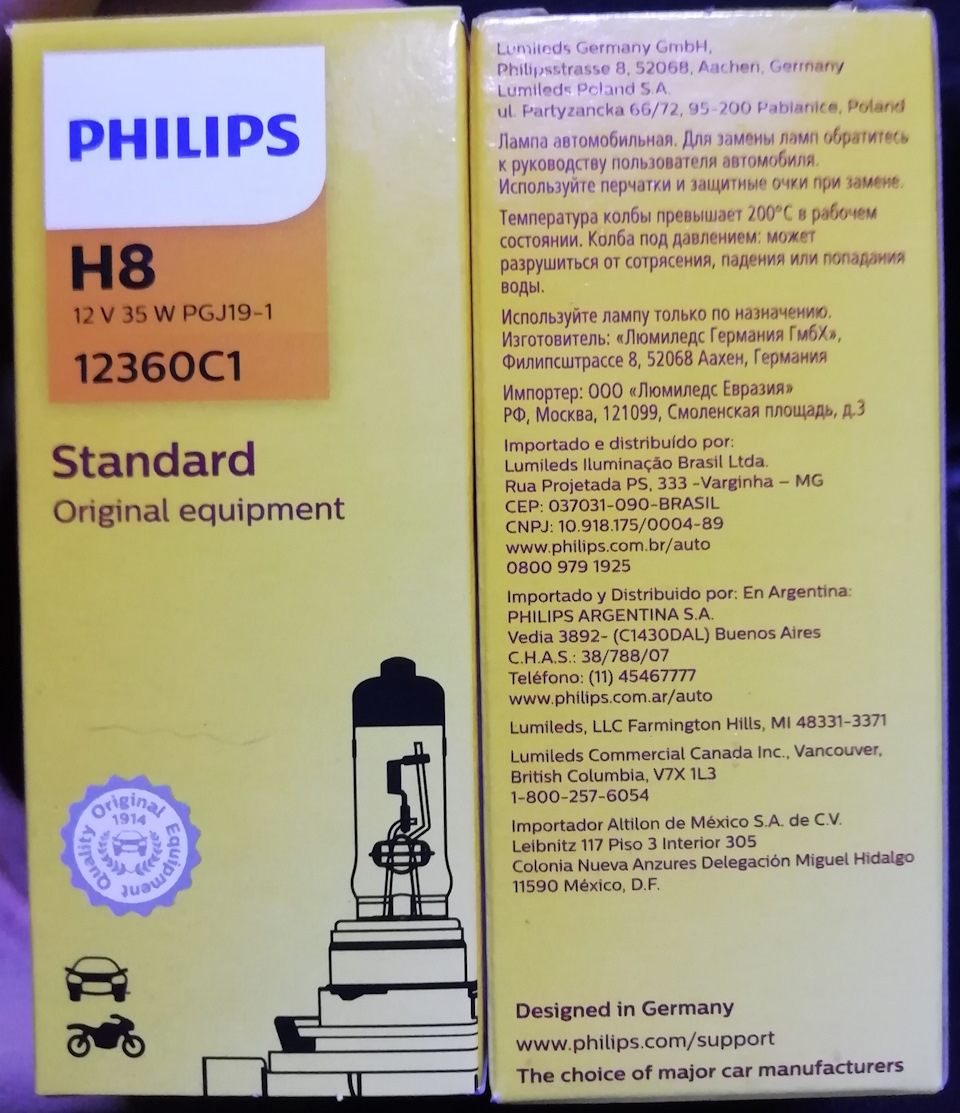 PHILIPS
H8
12 V 35 W PGJ19-1
12360C1
Standard
Original equipment
Quality Original Equipment
1914
Lumileds Germany GmbH,
Philipsstrasse 8, 52068, Aachen, Germany
Lumileds Poland S.A.
ul. Partyzancka 66/72, 95-200 Pabianice, Poland
Лампа автомобильная. Для замены ламп обратитесь
к руководству пользователя автомобиля.
Используйте перчатки и защитные очки при замене.
Температура колбы превышает 200°C в рабочем
состоянии. Колба под давлением: может
разрушиться от сотрясения, падения или попадания
воды.
Используйте лампу только по назначению.
Изготовитель: «Люмиледс Германия ГмбХ»,
Филипсштрассе 8, 52068 Аахен, Германия
Импортер: ООО «Люмиледс Евразия»
РФ, Москва, 121099, Смоленская площадь, д.3
Importado e distribuído por:
Lumileds Iluminação Brasil Ltda.
Rua Projetada PS, 333 -Varginha – MG
CEP: 037031-090-BRASIL
CNPJ: 10.918.175/0004-89
www.philips.com.br/auto
0800 979 1925
Importado y Distribuido por: En Argentina:
PHILIPS ARGENTINA S.A.
Vedia 3892- (C1430DAL) Buenos Aires
C.H.A.S.: 38/788/07
Teléfono: (11) 45467777
www.philips.com.ar/auto
Lumileds, LLC Farmington Hills, MI 48331-3371
Lumileds Commercial Canada Inc., Vancouver,
British Columbia, V7X 1L3
1-800-257-6054
Importador Altilon de México S.A. de C.V.
Leibnitz 117 Piso 3 Interior 305
Colonia Nueva Anzures Delegación Miguel Hidalgo
11590 México, D.F.
Designed in Germany
www.philips.com/support
The choice of major car manufacturers